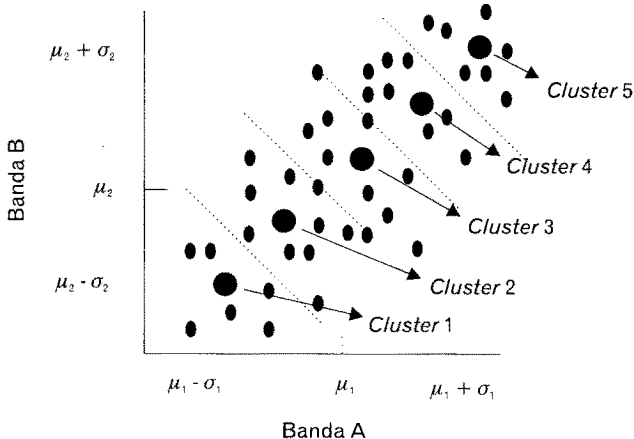 μ₂ + σ₂
μ₂
μ₂ - σ₂
Banda B
Cluster 5
Cluster 4
Cluster 3
Cluster 2
Cluster 1
μ₁ - σ₁
μ₁
μ₁ + σ₁
Banda A